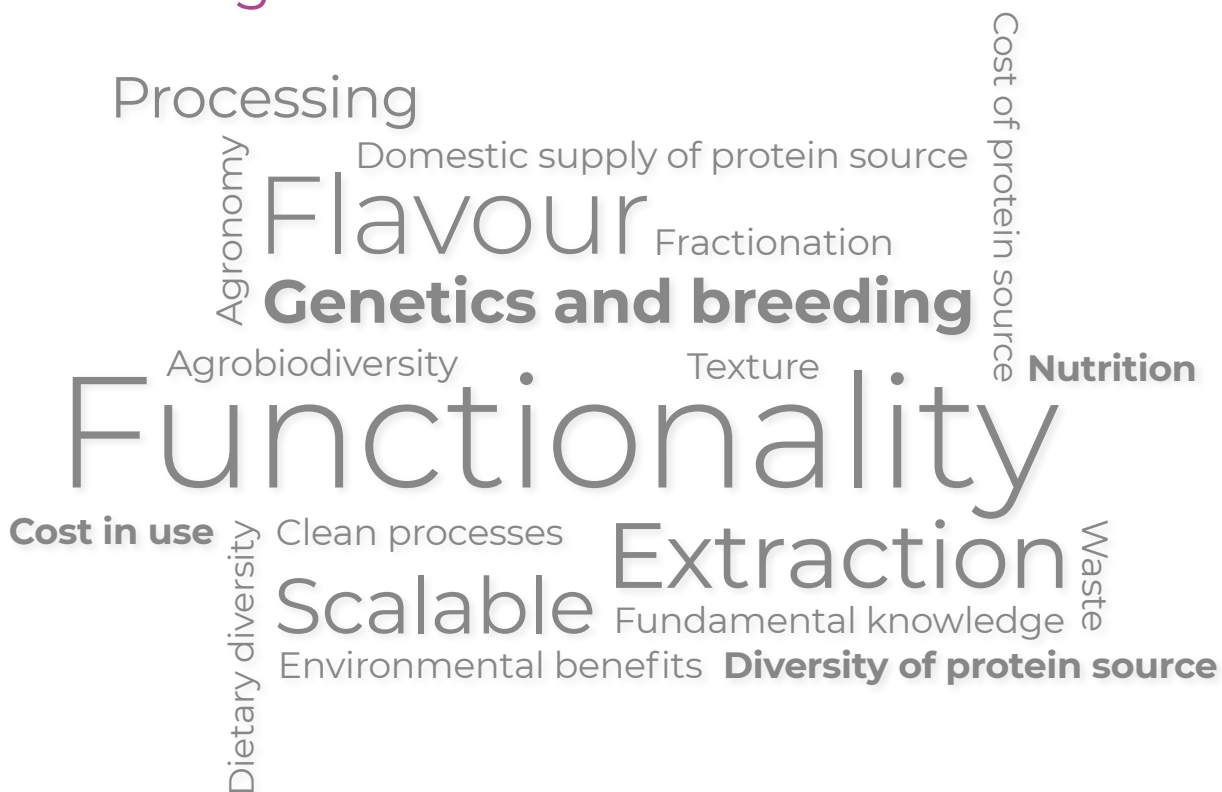 Processing
Cost of protein source
Domestic supply of protein source
Agronomy
Flavour
Fractionation
Genetics and breeding
Agrobiodiversity
Texture
Nutrition
Functionality
Cost in use
Dietary diversity
Clean processes
Extraction
Waste
Scalable
Fundamental knowledge
Environmental benefits
Diversity of protein source